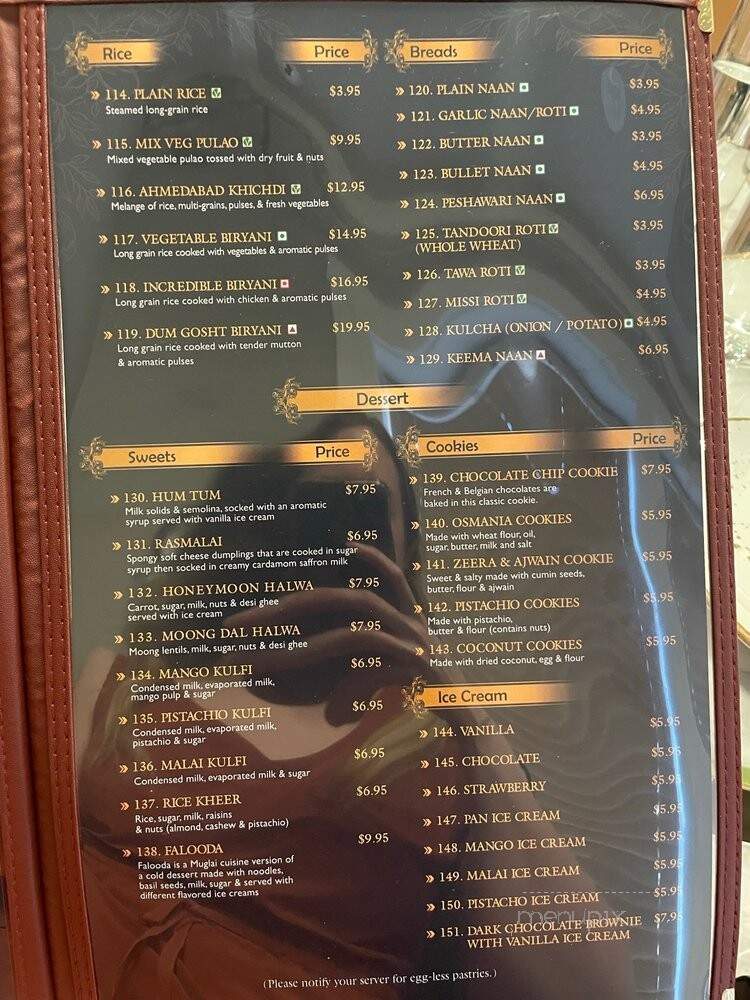 Rice Price
114. PLAIN RICE $3.95
Steamed long-grain rice
115. MIX VEG PULAO $9.95
Mixed vegetable pulao tossed with dry fruit & nuts
116. AHMEDABAD KHICHDI $12.95
Melange of rice, multi-grains, pulses, & fresh vegetables
117. VEGETABLE BIRYANI $14.95
Long grain rice cooked with vegetables & aromatic pulses
118. INCREDIBLE BIRYANI $16.95
Long grain rice cooked with chicken & aromatic pulses
119. DUM GOSHT BIRYANI $19.95
Long grain rice cooked with tender mutton
& aromatic pulses
Breads Price
120. PLAIN NAAN $3.95
121. GARLIC NAAN/ROTI $4.95
122. BUTTER NAAN $3.95
123. BULLET NAAN $4.95
124. PESHAWARI NAAN $6.95
125. TANDOORI ROTI $3.95
(WHOLE WHEAT)
126. TAWA ROTI $3.95
127. MISSI ROTI $4.95
128. KULCHA (ONION / POTATO) $4.95
129. KEEMA NAAN $6.95
Dessert
Sweets Price
130. HUM TUM $7.95
Milk solids & semolina, socked with an aromatic
syrup served with vanilla ice cream
131. RASMALAI $6.95
Spongy soft cheese dumplings that are cooked in sugar
syrup then socked in creamy cardamom saffron milk
132. HONEYMOON HALWA $7.95
Carrot, sugar, milk, nuts & desi ghee
served with ice cream
133. MOONG DAL HALWA $7.95
Moong lentils, milk, sugar, nuts & desi ghee
134. MANGO KULFI $6.95
Condensed milk, evaporated milk,
mango pulp & sugar
135. PISTACHIO KULFI $6.95
Condensed milk, evaporated milk,
pistachio & sugar
136. MALAI KULFI $6.95
Condensed milk, evaporated milk & sugar
137. RICE KHEER $6.95
Rice, sugar, milk, raisins
& nuts (almond, cashew & pistachio)
138. FALOODA $9.95
Falooda is a Muglai cuisine version of
a cold dessert made with noodles,
basil seeds, milk, sugar & served with
different flavored ice creams
Cookies Price
139. CHOCOLATE CHIP COOKIE $7.95
French & Belgian chocolates are
baked in this classic cookie.
140. OSMANIA COOKIES $5.95
Made with wheat flour, oil,
sugar, butter, milk and salt
141. ZEERA & AJWAIN COOKIE $5.95
Sweet & salty made with cumin seeds,
butter, flour & ajwain
142. PISTACHIO COOKIES $5.95
Made with pistachio,
butter & flour (contains nuts)
143. COCONUT COOKIES $5.95
Made with dried coconut, egg & flour
Ice Cream
144. VANILLA $5.95
145. CHOCOLATE $5.95
146. STRAWBERRY $5.95
147. PAN ICE CREAM $5.95
148. MANGO ICE CREAM $5.95
149. MALAI ICE CREAM $5.95
150. PISTACHO ICE CREAM $5.95
151. DARK CHOCOLATE BROWNIE $7.95
WITH VANILLA ICE CREAM
menupix
(Please notify your server for egg-less pastries.)